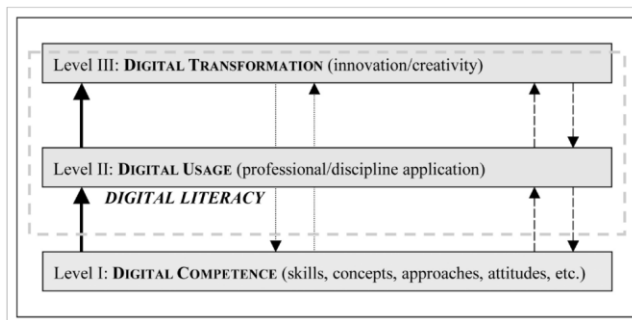 Level III: DIGITAL TRANSFORMATION (innovation/creativity)
Level II: DIGITAL USAGE (professional/discipline application)
DIGITAL LITERACY
Level I: DIGITAL COMPETENCE (skills, concepts, approaches, attitudes, etc.)